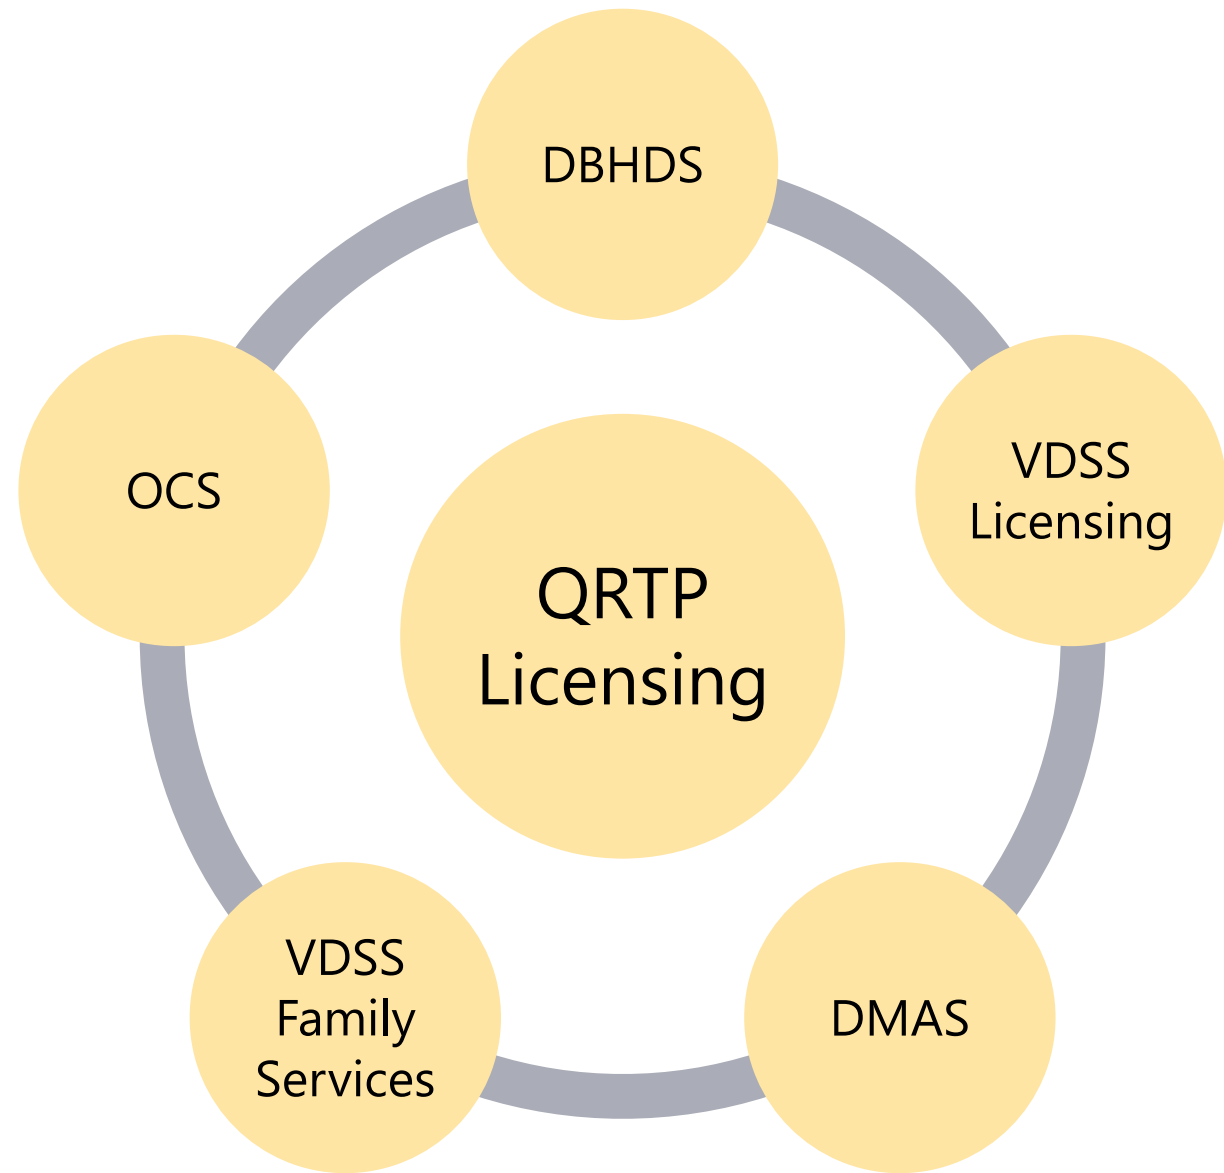 DBHDS
VDSS
Licensing
OCS
QRTP
Licensing
VDSS
Family
Services
DMAS